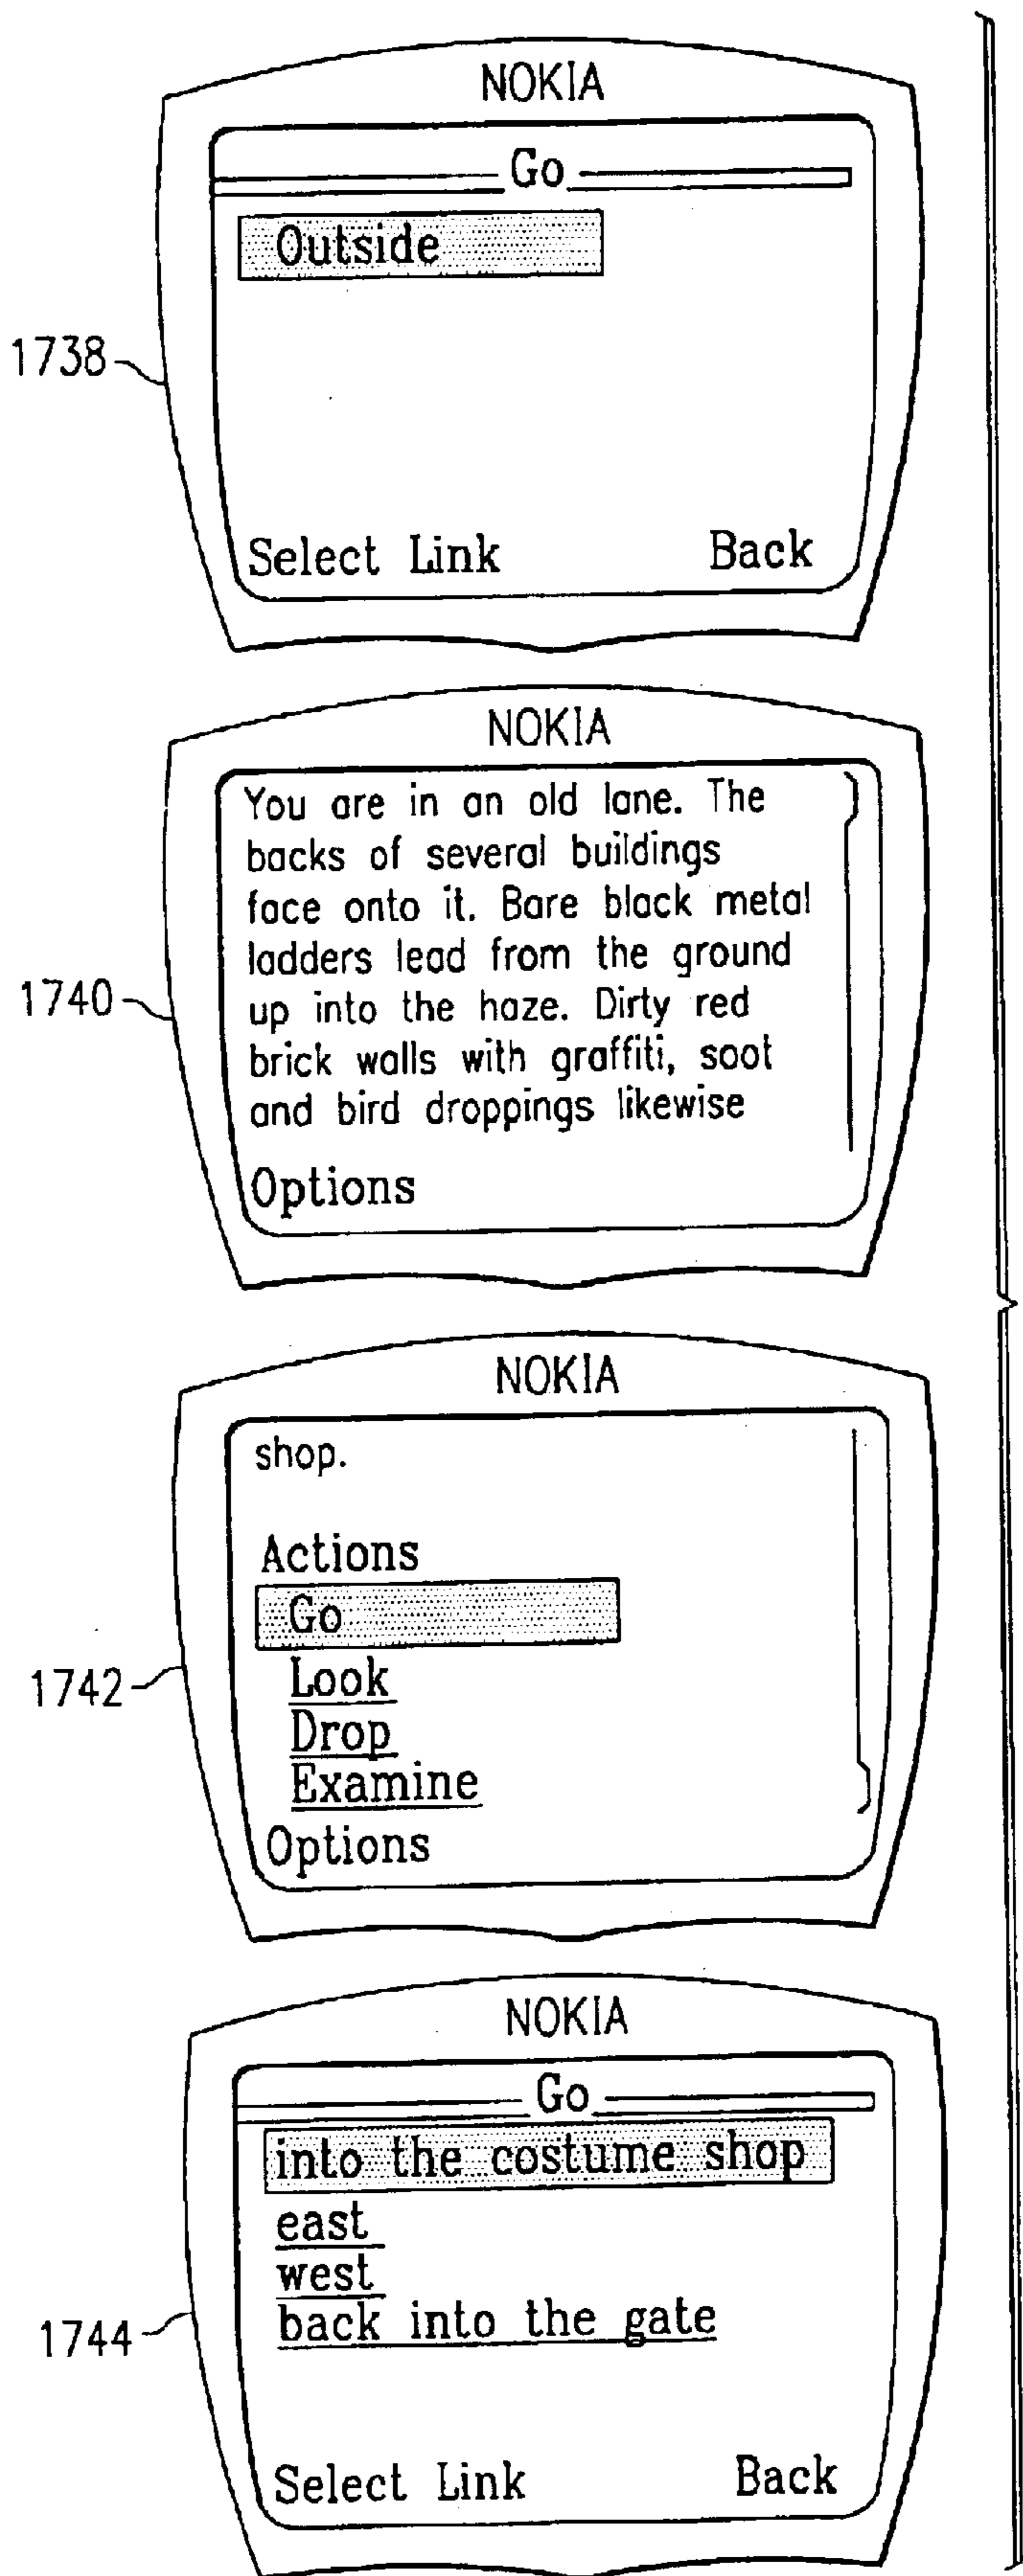 NOKIA
Go
Outside
1738
Select Link Back
NOKIA
You are in an old lane. The
backs of several buildings
face onto it. Bare black metal
ladders lead from the ground
1740
up into the haze. Dirty red
brick walls with graffiti, soot
and bird droppings likewise
Options
NOKIA
shop.
Actions
Go
1742
Look
Drop
Examine
Options
NOKIA
Go
into the costume shop
east
west
back into the gate
1744
Select Link Back